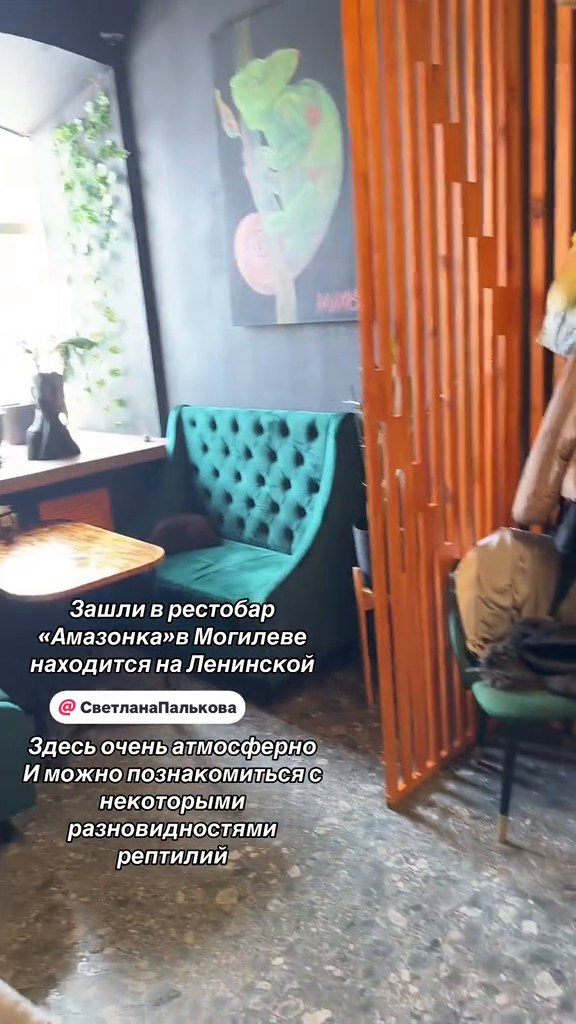 Зашли в рестобар
«Амазонка»в Могилеве
находится на Ленинской
@ СветланаПалькова
Здесь очень атмосферно
И можно познакомиться с
некоторыми
разновидностями
рептилий